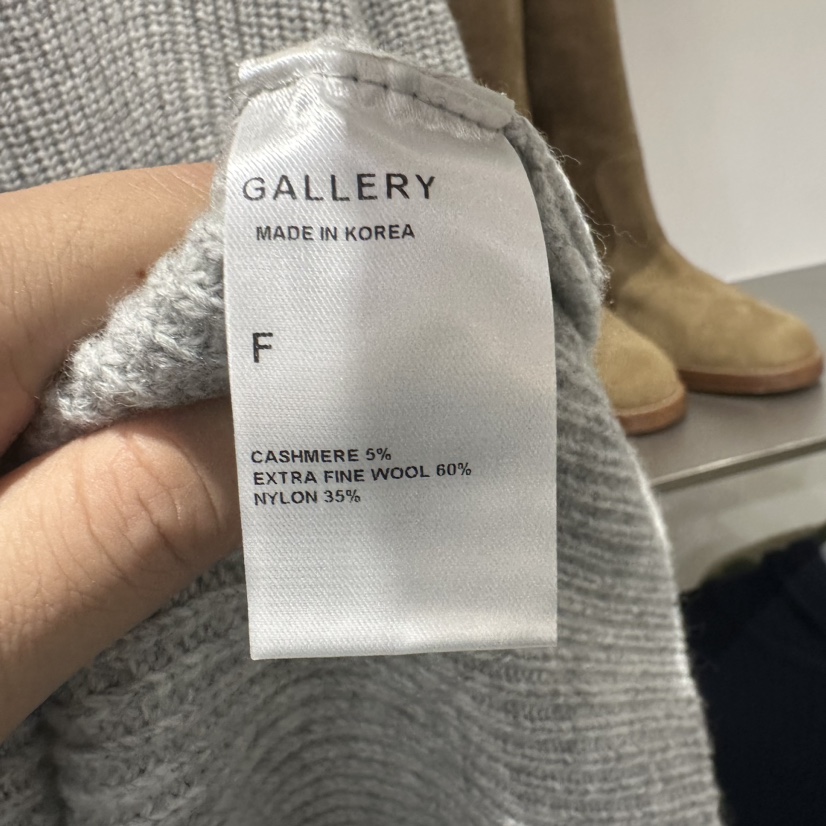 GALLERY
MADE IN KOREA
F
CASHMERE 5%
EXTRA FINE WOOL 60%
NYLON 35%